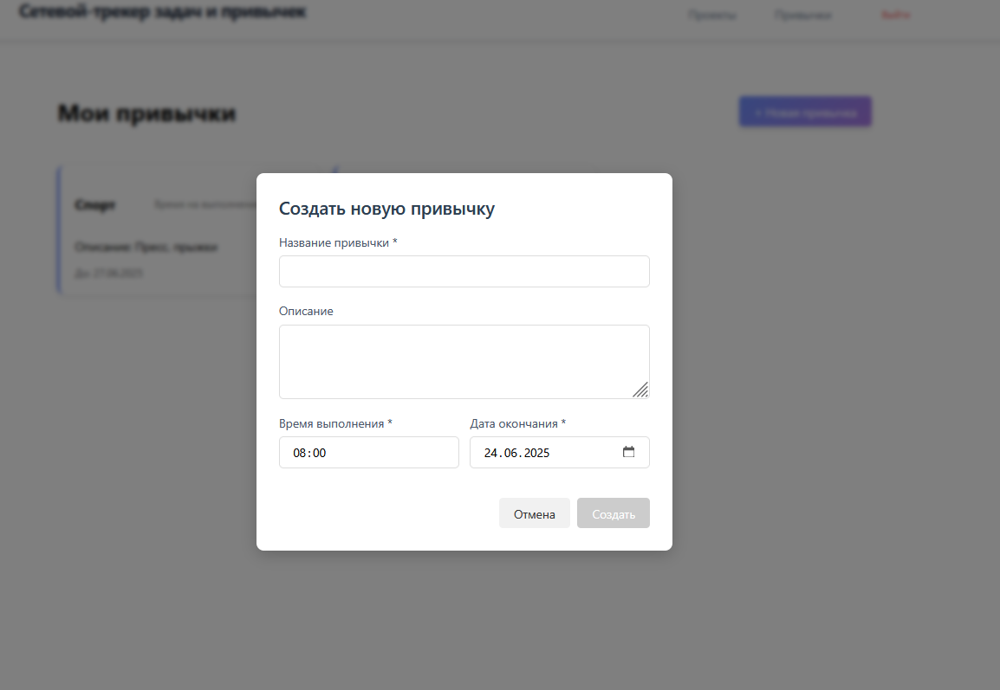 Сетевой-трекер задач и привычек
Проекты
Привычки
Выйти
Мои привычки
+ Новая привычка
Спорт
Время на выполнение
Описание: Пресс, прыжки
До: 27.06.2025
Создать новую привычку
Название привычки *
Описание
Время выполнения *
Дата окончания *
08:00
24.06.2025
Отмена
Создать